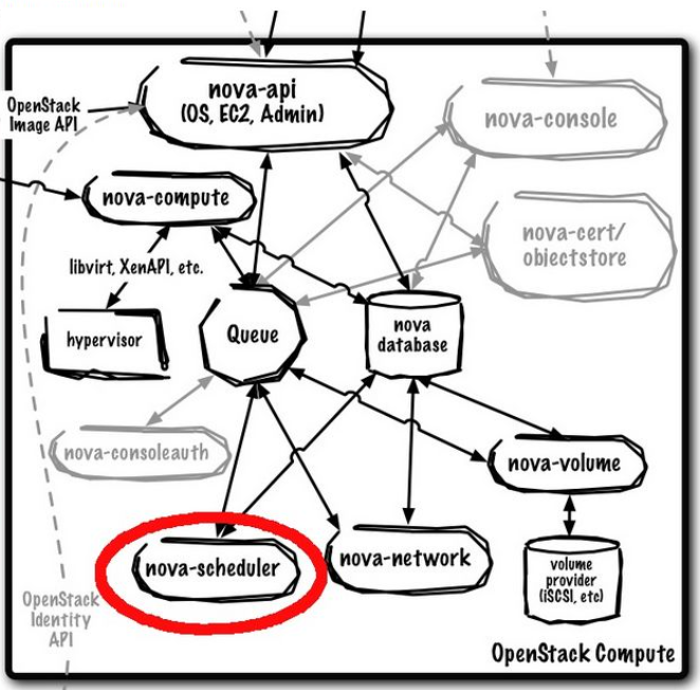 nova-api
(OS, EC2, Admin)
OpenStack
Image API
nova-console
nova-compute
nova-cert/
objectstore
libvirt, XenAPI, etc.
hypervisor
Queue
nova
database
nova-consoleauth
nova-volume
nova-scheduler
nova-network
volume
provider
(iSCSI, etc)
OpenStack
Identity
API
OpenStack Compute